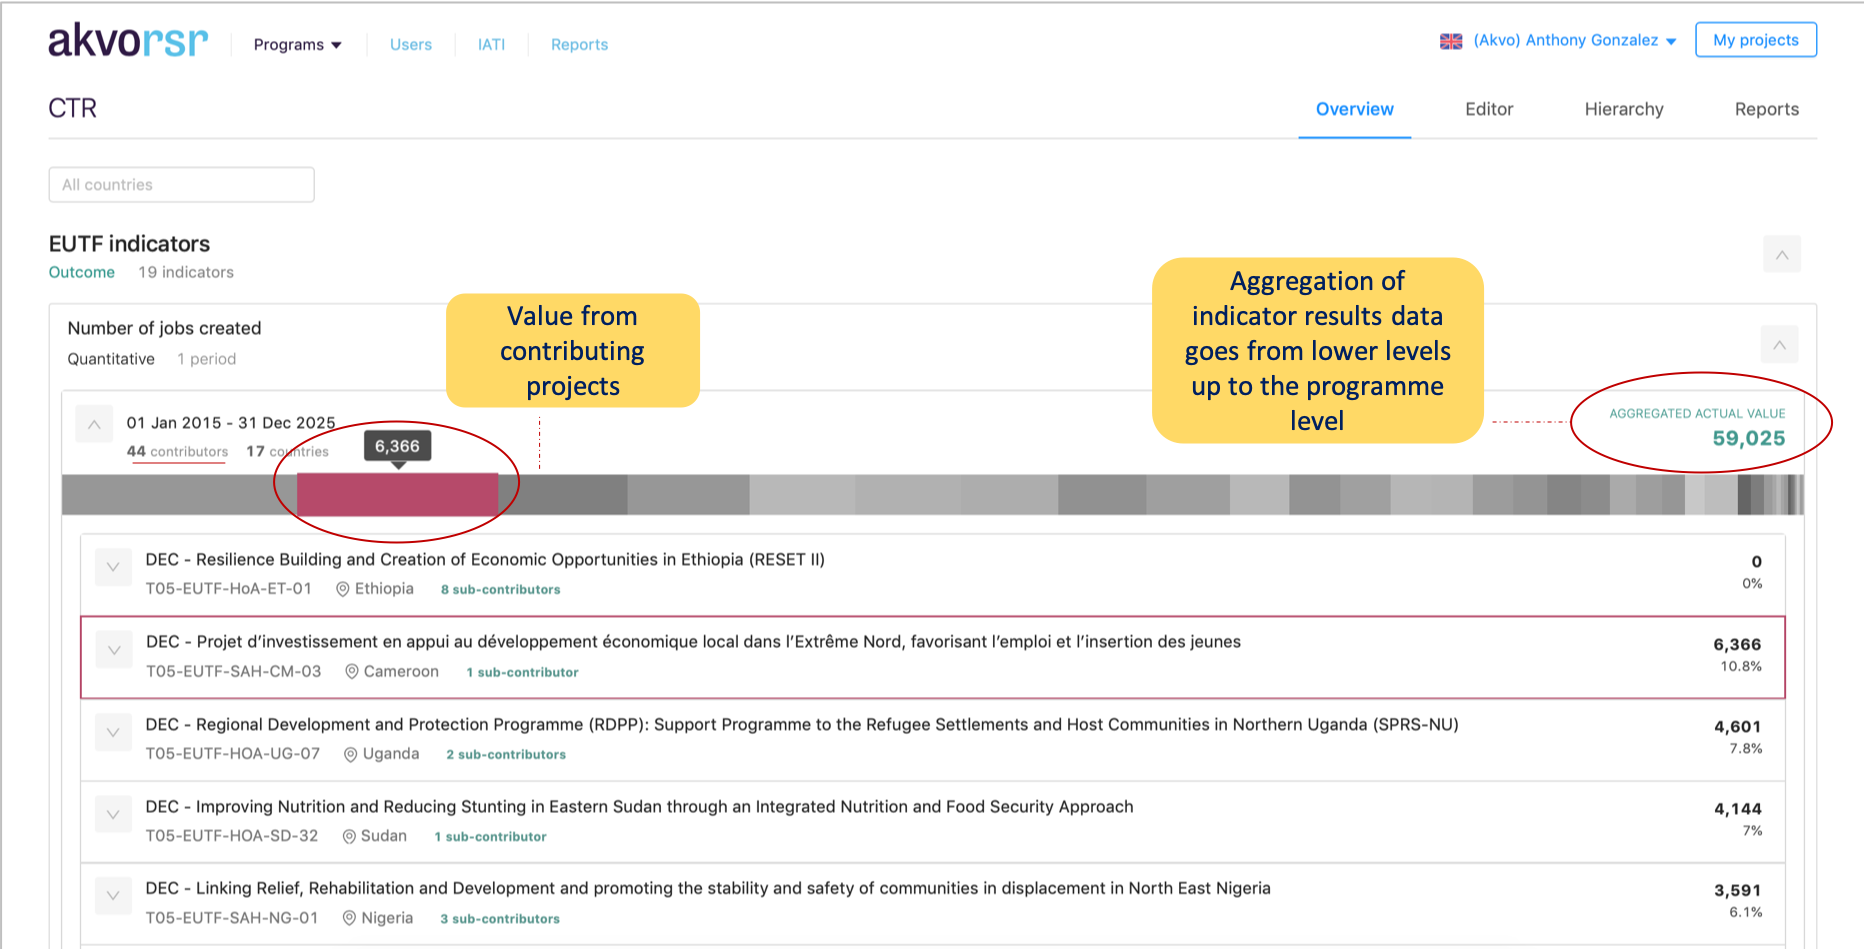 akvorsr
Programs Users IATI Reports
(Akvo) Anthony Gonzalez My projects
CTR
Overview Editor Hierarchy Reports
All countries
EUTF indicators
Outcome 19 indicators
Number of jobs created
Quantitative 1 period
Value from
contributing
projects
Aggregation of
indicator results data
goes from lower levels
up to the programme
level
01 Jan 2015 - 31 Dec 2025
44 contributors 17 countries
6,366
AGGREGATED ACTUAL VALUE
59,025
DEC - Resilience Building and Creation of Economic Opportunities in Ethiopia (RESET II)
0
T05-EUTF-HoA-ET-01 Ethiopia 8 sub-contributors
0%
DEC - Projet d’investissement en appui au développement économique local dans l’Extrême Nord, favorisant l’emploi et l’insertion des jeunes
6,366
T05-EUTF-SAH-CM-03 Cameroon 1 sub-contributor
10.8%
DEC - Regional Development and Protection Programme (RDPP): Support Programme to the Refugee Settlements and Host Communities in Northern Uganda (SPRS-NU)
4,601
T05-EUTF-HOA-UG-07 Uganda 2 sub-contributors
7.8%
DEC - Improving Nutrition and Reducing Stunting in Eastern Sudan through an Integrated Nutrition and Food Security Approach
4,144
T05-EUTF-HOA-SD-32 Sudan 1 sub-contributor
7%
DEC - Linking Relief, Rehabilitation and Development and promoting the stability and safety of communities in displacement in North East Nigeria
3,591
T05-EUTF-SAH-NG-01 Nigeria 3 sub-contributors
6.1%